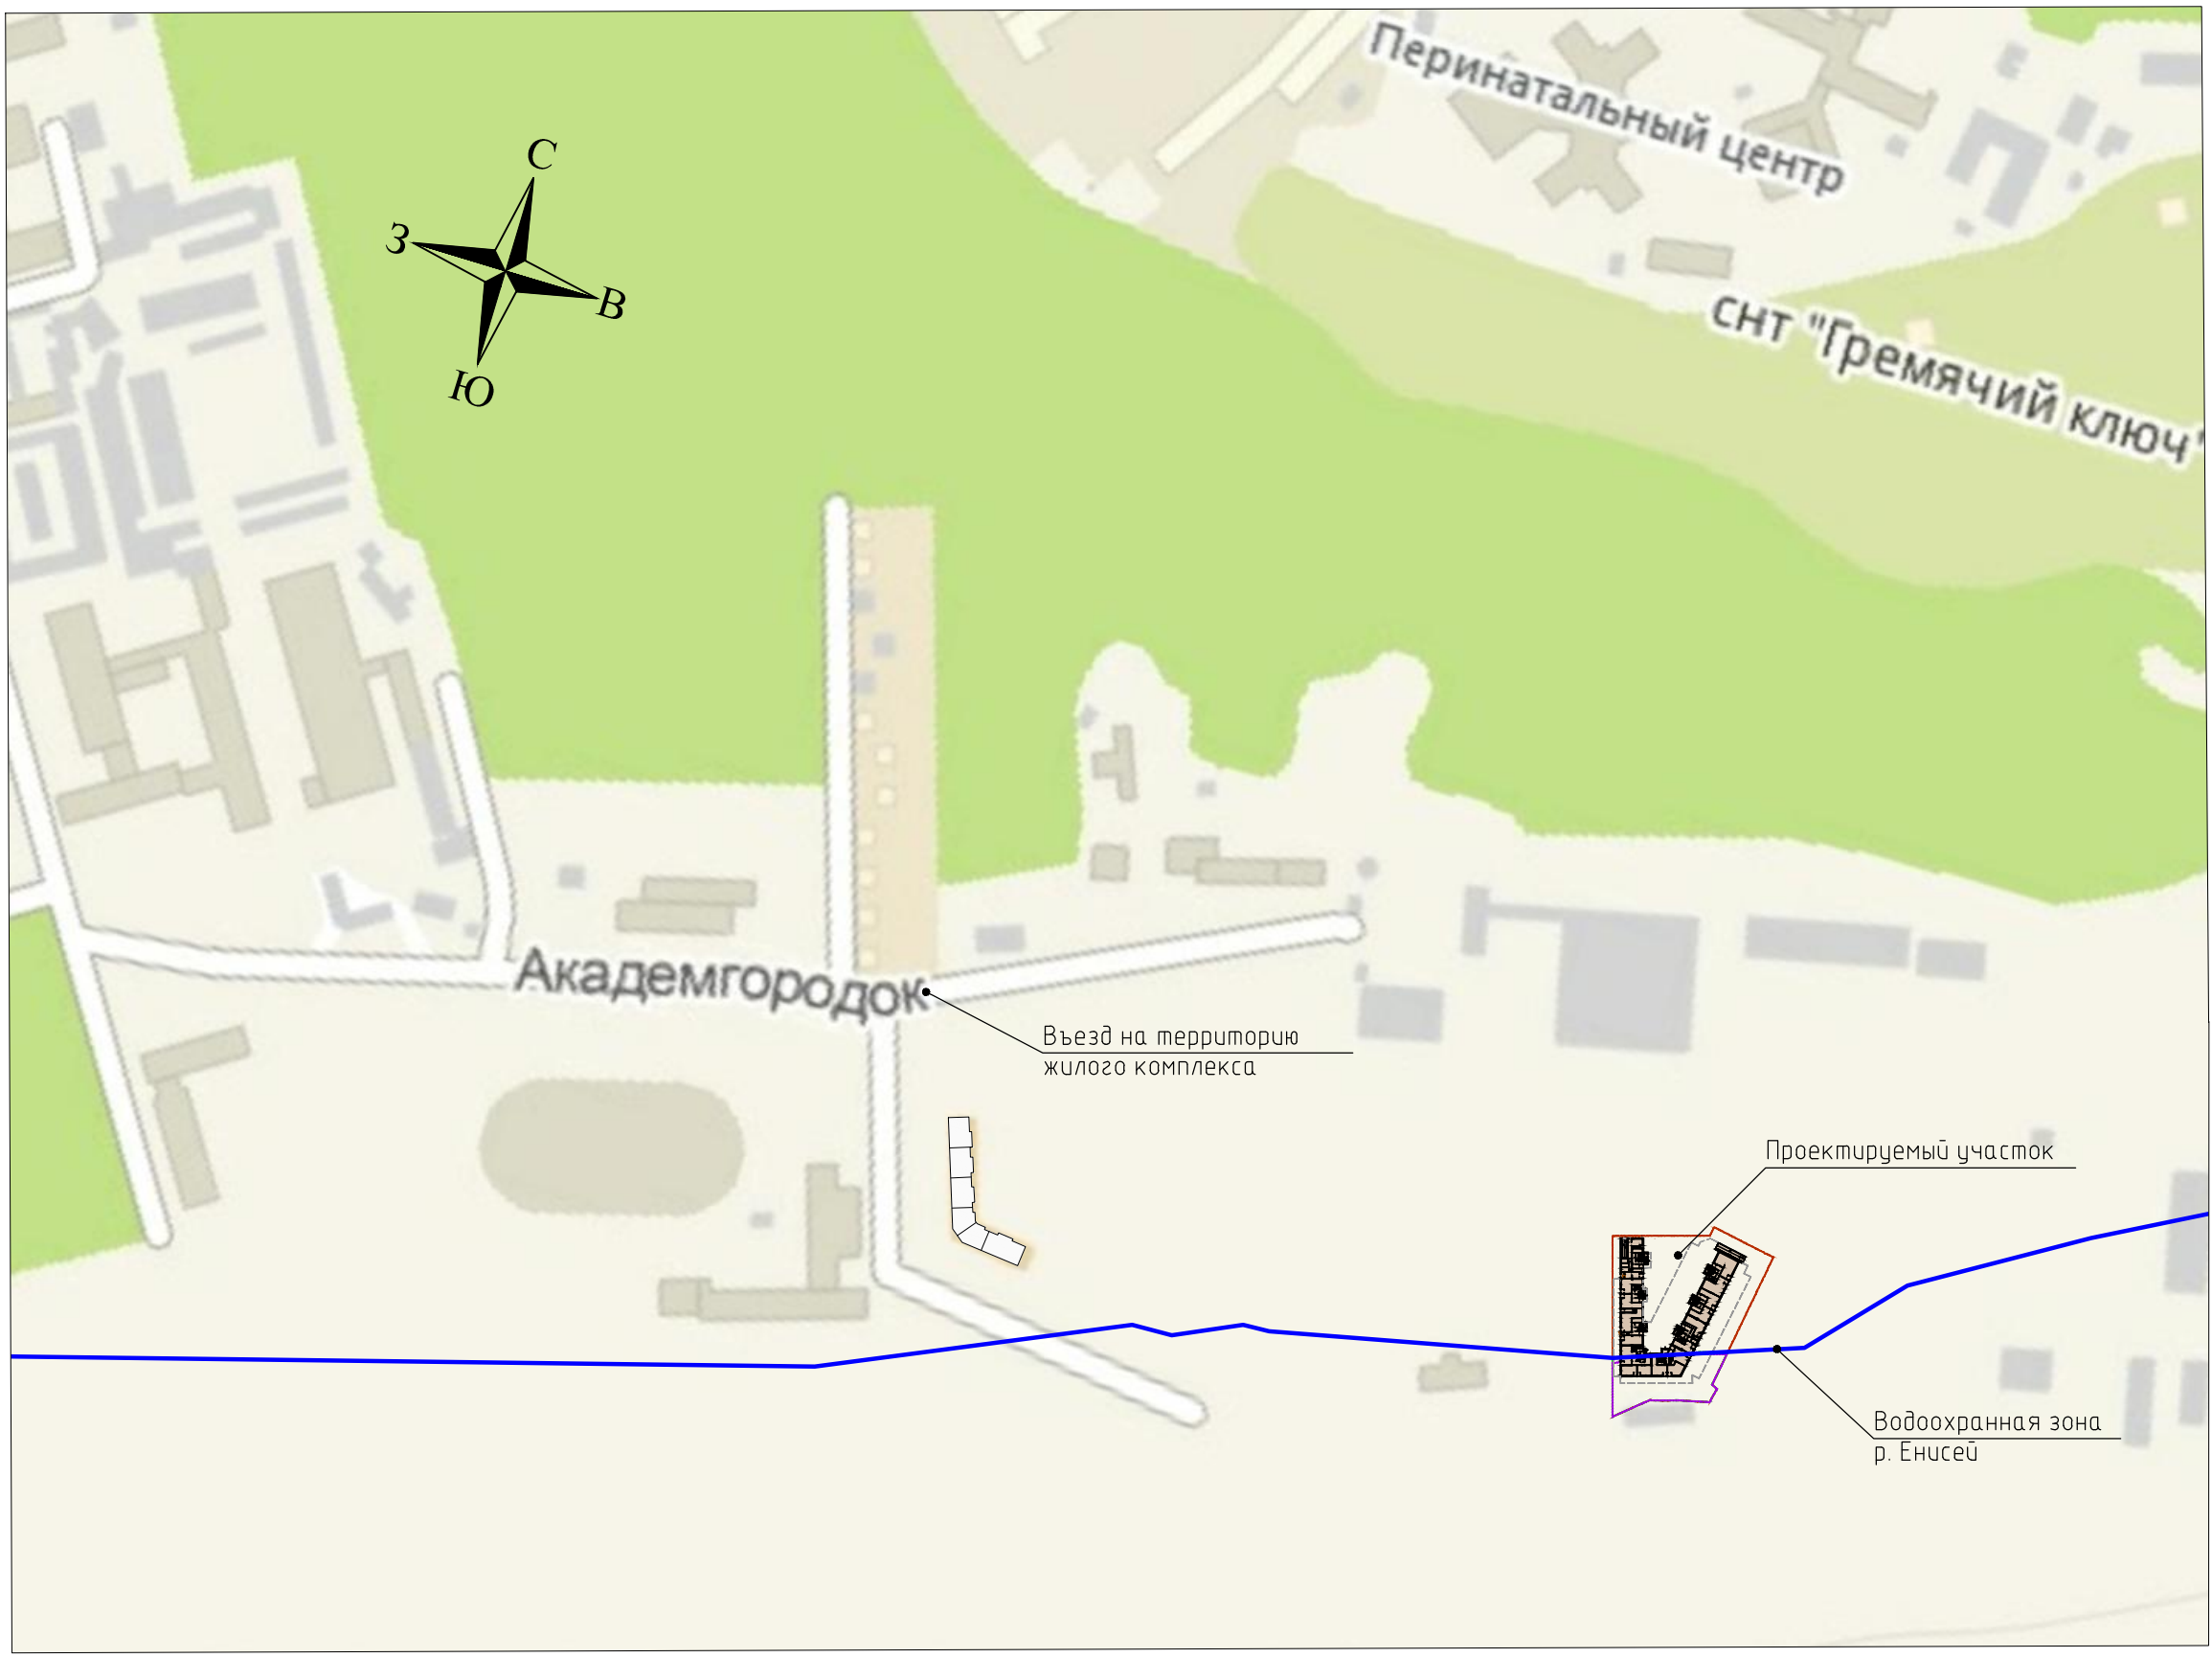 Перинатальный центр
С
З
В
Ю
снт "Гремячий ключ"
Академгородок
Въезд на территорию
жилого комплекса
Проектируемый участок
Водоохранная зона
р. Енисей